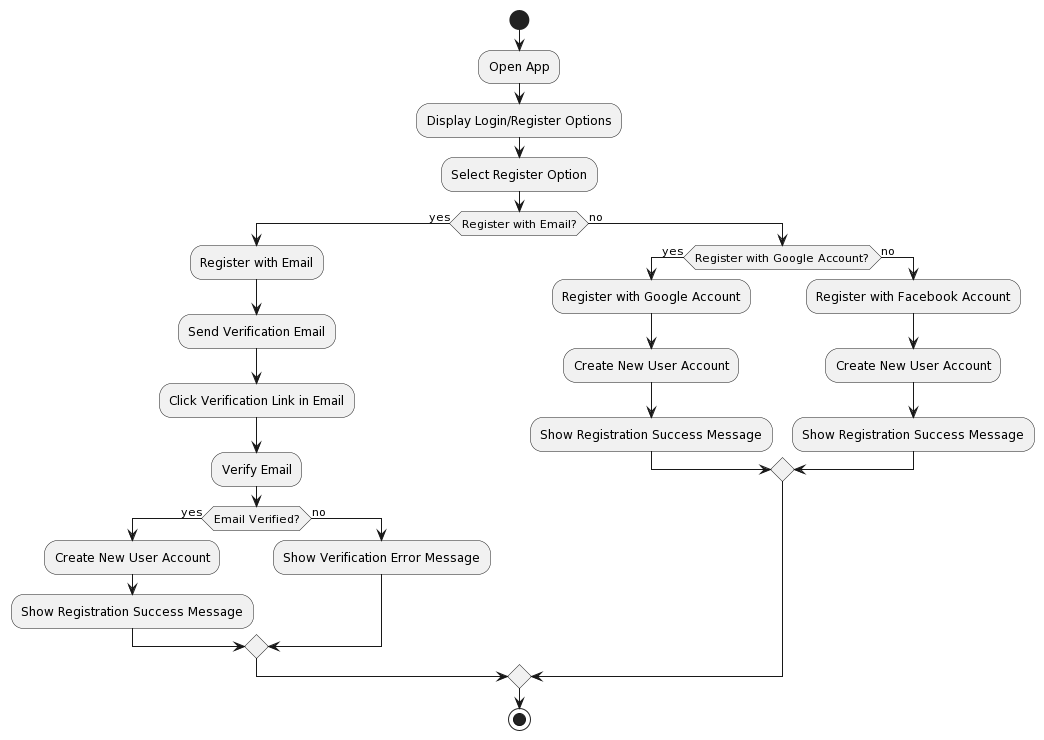 Open App
Display Login/Register Options
Select Register Option
yes
Register with Email?
no
Register with Email
Send Verification Email
Click Verification Link in Email
Verify Email
yes
Email Verified?
no
Create New User Account
Show Registration Success Message
Show Verification Error Message
yes
Register with Google Account?
no
Register with Google Account
Create New User Account
Show Registration Success Message
Register with Facebook Account
Create New User Account
Show Registration Success Message